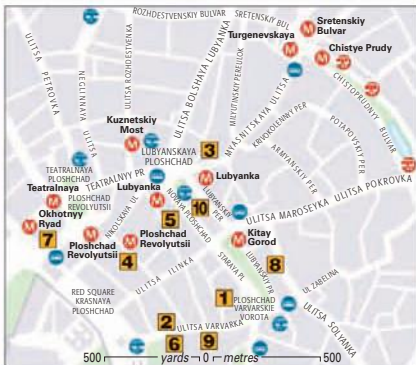 ROZHDESTVENSKIY BULVAR
SRETENSKIY BUL
Sretenskiy
Bulvar
Turgenevskaya
Chistye Prudy
ULITSA PETROVKA
NEGLINNAYA
ULITSA
ULITSA ROZHDESTVENKA
ULITSA BOLSHAYA LUBYANKA
MILYUTINSKIY PEREULOK
MYASNITSKAYA ULITSA
KRIVOKOLENNIY PER
ARMYANSKIY PER
POTAPOVSKIY PER
CHISTOPRUDNIY BULVAR
Kuznetskiy
Most
LUBYANSKAYA
PLOSHCHAD
3
TEATRALNAYA
PLOSHCHAD
TEATRALNYY PR
Teatralnaya
PLOSHCHAD
REVOLYUTSII
Lubyanka
Lubyanka
LUBYANSKIY PER
ULITSA MAROSEYKA
ULITSA POKROVKA
Okhotnyy
Ryad
7
NIKOLSKAYA UL
5
10
NOVAYA PLOSHCHAD
Ploshchad
Revolyutsii
Ploshchad
Revolyutsii
4
Kitay
Gorod
8
ULITSA ILINKA
STARAYA PL
LUBYANSKIY PR
UL ZABELINA
RED SQUARE
KRASNAYA
PLOSHCHAD
1
PLOSHCHAD
VARVARSKIE
VOROTA
ULITSA SOLYANKA
2
ULITSA VARVARKA
6
9
500 yards 0 metres 500